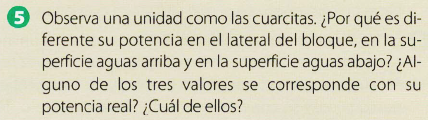 5 Observa una unidad como las cuarcitas. ¿Por qué es di-
ferente su potencia en el lateral del bloque, en la su-
perficie aguas arriba y en la superficie aguas abajo? ¿Al-
guno de los tres valores se corresponde con su
potencia real? ¿Cuál de ellos?